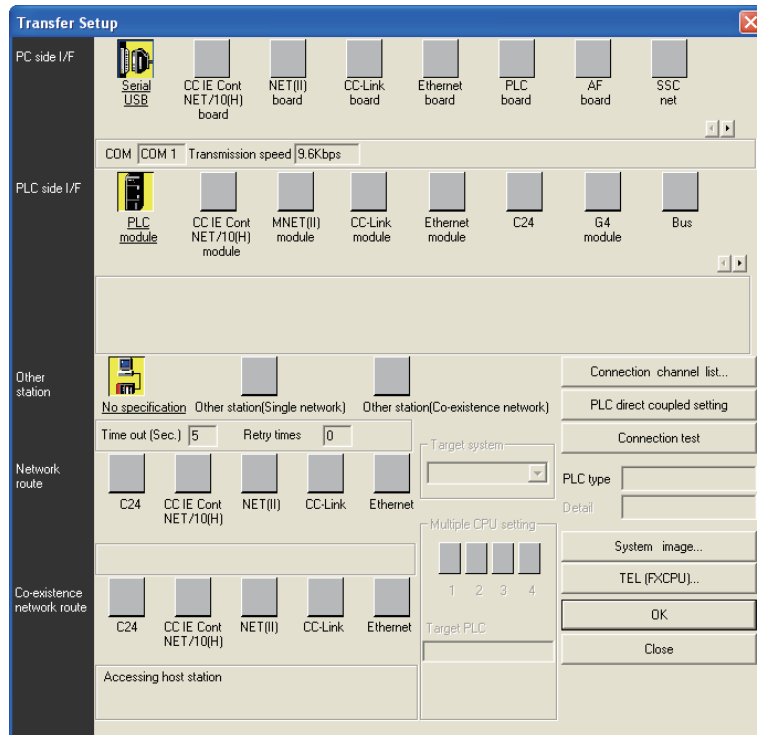 Transfer Setup
PC side I/F
Serial
USB
CC IE Cont
NET/10(H)
board
NET(II)
board
CC-Link
board
Ethernet
board
PLC
board
AF
board
SSC
net
COM COM 1 Transmission speed 9.6Kbps
PLC side I/F
PLC
module
CC IE Cont
NET/10(H)
module
MNET(II)
module
CC-Link
module
Ethernet
module
C24
G4
module
Bus
Other
station
No specification Other station(Single network) Other station(Co-existence network)
Time out (Sec.) 5 Retry times 0
Connection channel list...
PLC direct coupled setting
Connection test
Target system
PLC type
Detail
Network
route
C24
CC IE Cont
NET/10(H)
NET(II)
CC-Link
Ethernet
Multiple CPU setting
1 2 3 4
Target PLC
System image...
TEL (FXCPU)...
OK
Close
Co-existence
network route
C24
CC IE Cont
NET/10(H)
NET(II)
CC-Link
Ethernet
Accessing host station